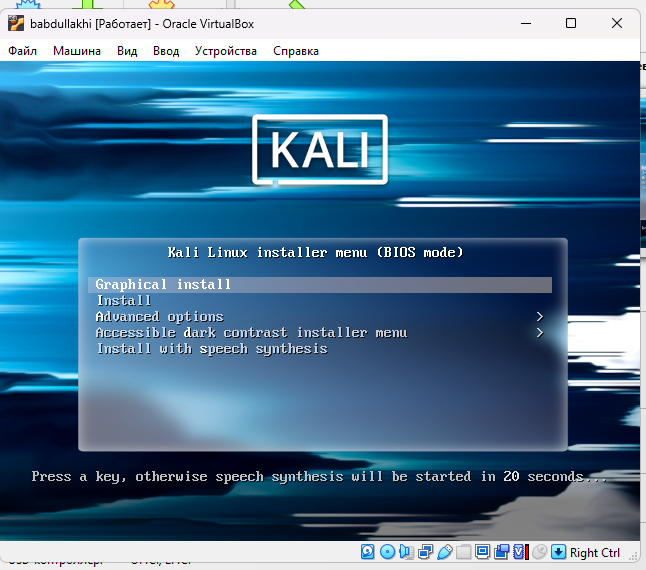 babdullakhi [Работает] - Oracle VirtualBox
Файл Машина Вид Ввод Устройства Справка
KALI
Kali Linux installer menu (BIOS mode)
Graphical install
Install
Advanced options >
Accessible dark contrast installer menu >
Install with speech synthesis
Press a key, otherwise speech synthesis will be started in 20 seconds...
Right Ctrl